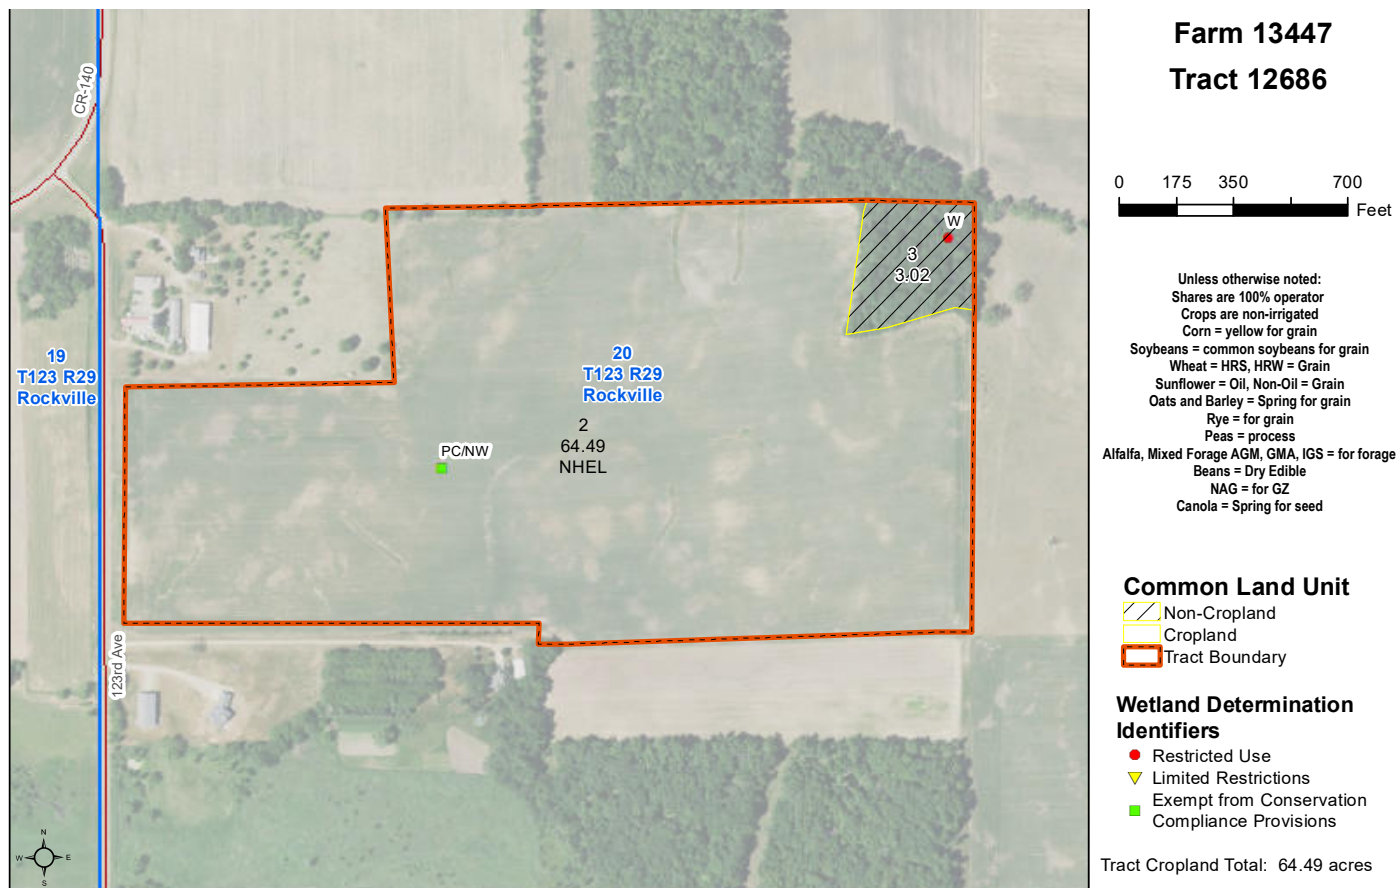 Farm 13447
Tract 12686
0 175 350 700
Feet
Unless otherwise noted:
Shares are 100% operator
Crops are non-irrigated
Corn = yellow for grain
Soybeans = common soybeans for grain
Wheat = HRS, HRW = Grain
Sunflower = Oil, Non-Oil = Grain
Oats and Barley = Spring for grain
Rye = for grain
Peas = process
Alfalfa, Mixed Forage AGM, GMA, IGS = for forage
Beans = Dry Edible
NAG = for GZ
Canola = Spring for seed
Common Land Unit
Non-Cropland
Cropland
Tract Boundary
Wetland Determination
Identifiers
Restricted Use
Limited Restrictions
Exempt from Conservation
Compliance Provisions
Tract Cropland Total: 64.49 acres
CR-140
W
3
3.02
19
T123 R29
Rockville
20
T123 R29
Rockville
2
64.49
NHEL
PC/NW
123rd Ave
N
W E
S